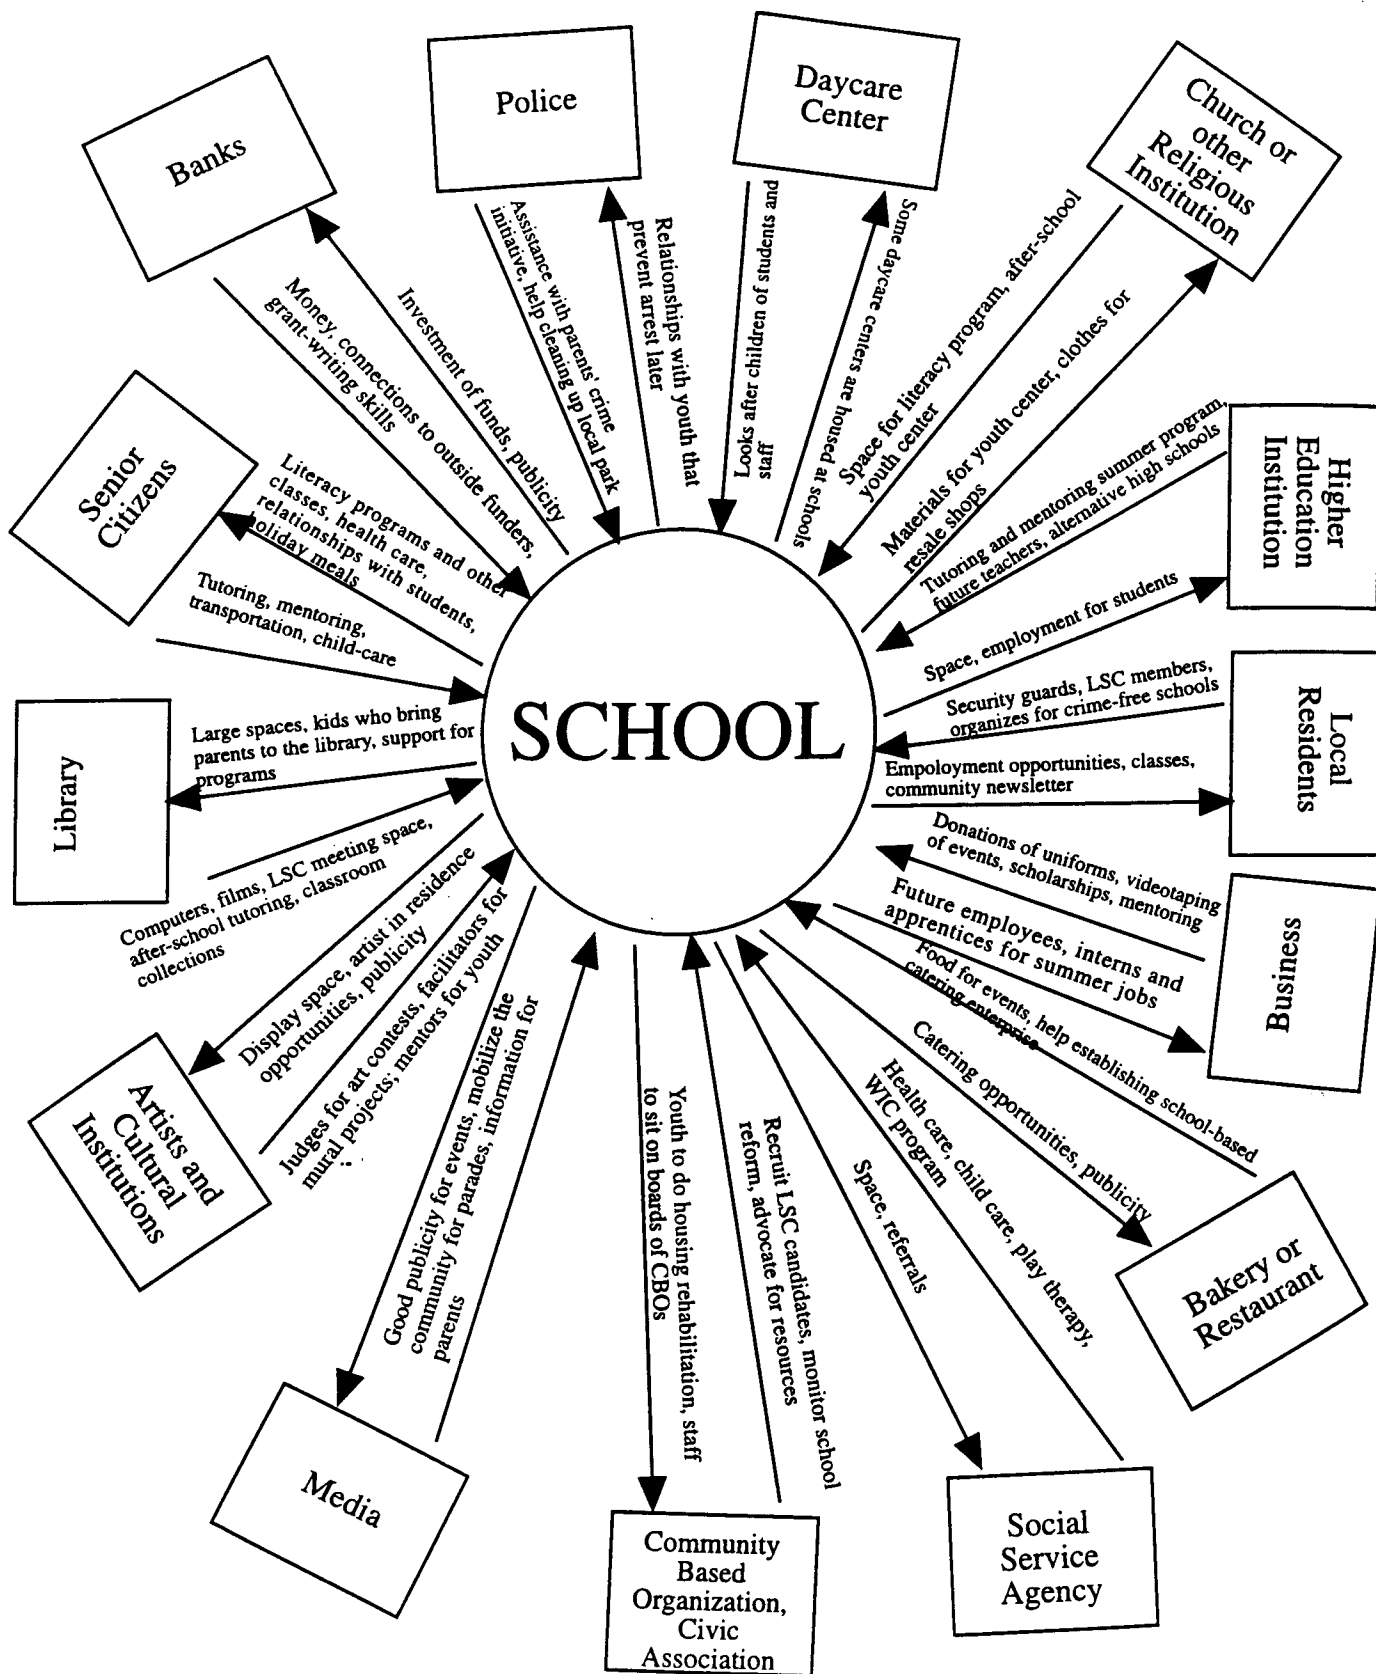 Police
Daycare
Center
Church or
other
Religious
Institution
Banks
Assistance with parents' crime
initiative, help cleaning up local park
Relationships with youth that
prevent arrest later
Looks after children of students and
staff
Some daycare centers are housed at schools
Space for literacy program, after-school
youth center
Materials for youth center, clothes for
resale shops
Investment of funds, publicity
Money, connections to outside funders,
grant-writing skills
Senior
Citizens
Literacy programs and other
classes, health care,
relationships with students,
holiday meals
Tutoring, mentoring,
transportation, child-care
Higher
Education
Institution
Tutoring and mentoring summer program,
future teachers, alternative high schools
Space, employment for students
SCHOOL
Local
Residents
Security guards, LSC members,
organizes for crime-free schools
Empoloyment opportunities, classes,
community newsletter
Library
Large spaces, kids who bring
parents to the library, support for
programs
Computers, films, LSC meeting space,
after-school tutoring, classroom
collections
Business
Donations of uniforms, videotaping
of events, scholarships, mentoring
Future employees, interns and
apprentices for summer jobs
Food for events, help establishing school-based
catering enterprise
Catering opportunities, publicity
Bakery or
Restaurant
Artists and
Cultural
Institutions
Display space, artist in residence
opportunities, publicity
Judges for art contests, facilitators for
mural projects; mentors for youth
Good publicity for events, mobilize the
community for parades, information for
parents
Media
Youth to do housing rehabilitation, staff
to sit on boards of CBOs
Recruit LSC candidates, monitor school
reform, advocate for resources
Community
Based
Organization,
Civic
Association
Space, referrals
Health care, child care, play therapy,
WIC program
Social
Service
Agency